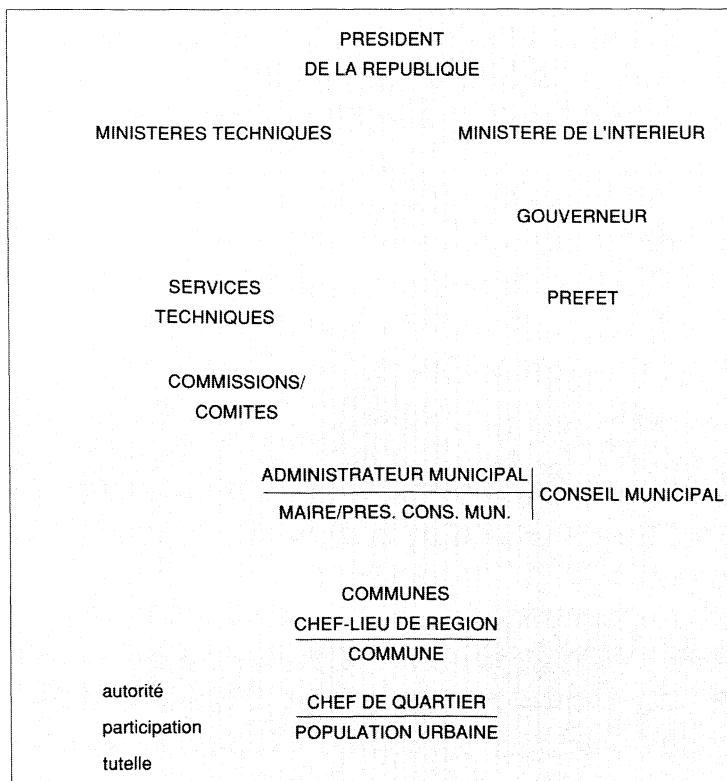 PRESIDENT
DE LA REPUBLIQUE
MINISTERES TECHNIQUES
MINISTERE DE L'INTERIEUR
GOUVERNEUR
SERVICES
TECHNIQUES
PREFET
COMMISSIONS/
COMITES
ADMINISTRATEUR MUNICIPAL
MAIRE/PRES. CONS. MUN.
CONSEIL MUNICIPAL
COMMUNES
CHEF-LIEU DE REGION
COMMUNE
CHEF DE QUARTIER
POPULATION URBAINE
autorité
participation
tutelle